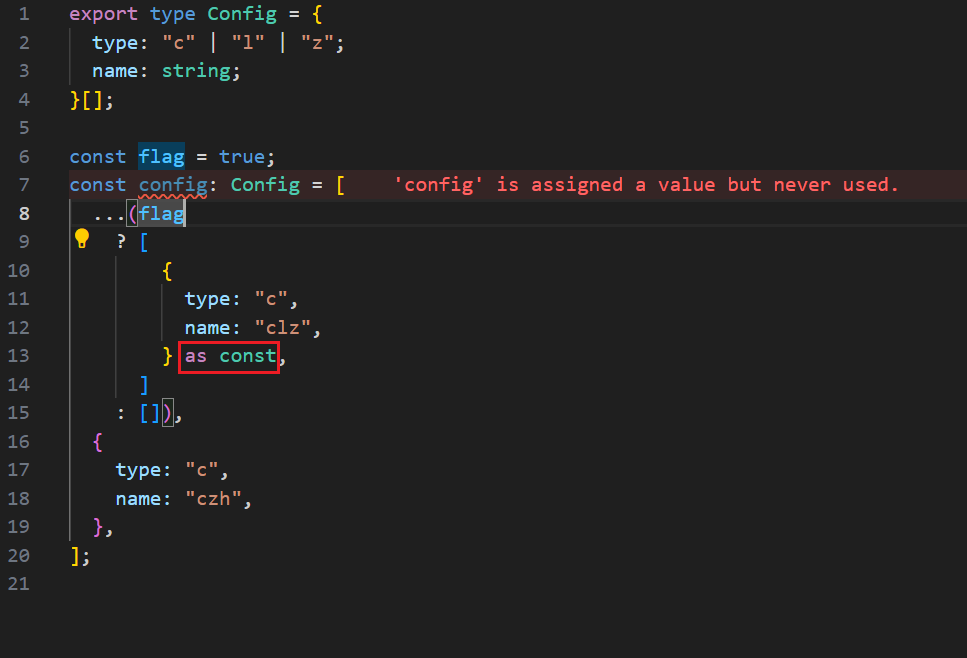 1 export type Config = {
2   type: "c" | "l" | "z";
3   name: string;
4 }[];
5
6 const flag = true;
7 const config: Config = [    'config' is assigned a value but never used.
8   ...(flag
9     ? [
10         {
11           type: "c",
12           name: "clz",
13         } as const,
14       ]
15     : []),
16   {
17     type: "c",
18     name: "czh",
19   },
20 ];
21